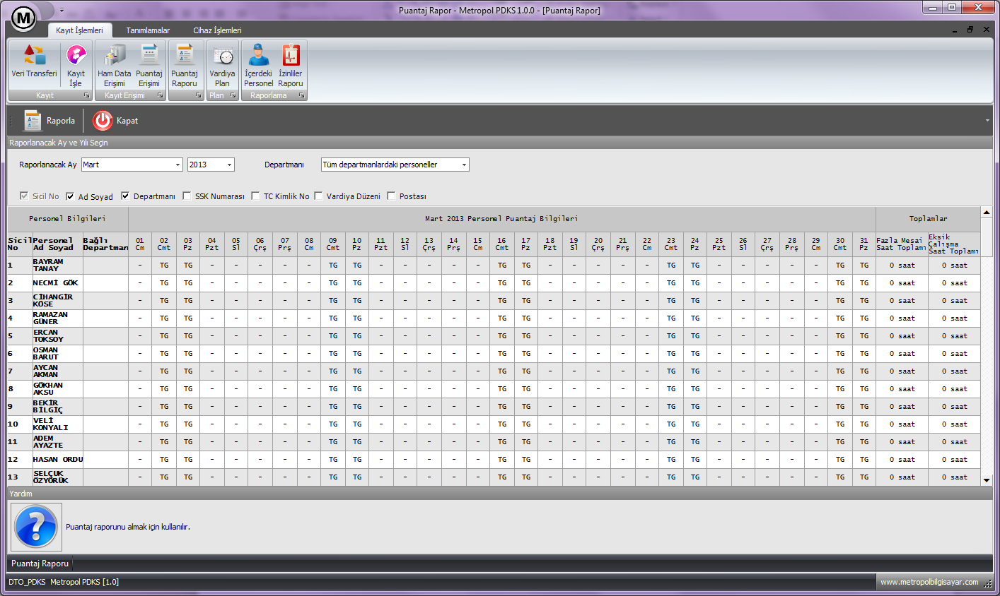 Puantaj Rapor - Metropol PDKS 1.0.0 - [Puantaj Rapor]
M
Kayıt İşlemleri Tanımlamalar Cihaz İşlemleri
Veri Transferi Kayıt İşle Ham Data Erişimi Puantaj Erişimi Puantaj Raporu Vardiya Plan İçerdeki Personel İzinliler Raporu
Kayıt Kayıt Erişimi Plan Raporlama
Raporla Kapat
Raporlanacak Ay ve Yılı Seçin
Raporlanacak Ay Mart 2013 Departmanı Tüm departmanlardaki personeller
Sicil No Ad Soyad Departmanı SSK Numarası TC Kimlik No Vardiya Düzeni Postası
Personel Bilgileri Mart 2013 Personel Puantaj Bilgileri Toplamlar
Sicil No Personel Ad Soyad Bağlı Departman 01 Cm 02 Cmt 03 Pz 04 Pzt 05 Sl 06 Çrş 07 Prş 08 Cm 09 Cmt 10 Pz 11 Pzt 12 Sl 13 Çrş 14 Prş 15 Cm 16 Cmt 17 Pz 18 Pzt 19 Sl 20 Çrş 21 Prş 22 Cm 23 Cmt 24 Pz 25 Pzt 26 Sl 27 Çrş 28 Prş 29 Cm 30 Cmt 31 Pz Fazla Mesai Saat Toplamı Eksik Çalışma Saat Toplamı
1 BAYRAM TANAY - TG TG - - - - - TG TG - - - - - TG TG - - - - - TG TG - - - - - TG TG 0 saat 0 saat
2 NECMİ GÖK - TG TG - - - - - TG TG - - - - - TG TG - - - - - TG TG - - - - - TG TG 0 saat 0 saat
3 CİHANGİR KÖSE - TG TG - - - - - TG TG - - - - - TG TG - - - - - TG TG - - - - - TG TG 0 saat 0 saat
4 RAMAZAN GÜNER - TG TG - - - - - TG TG - - - - - TG TG - - - - - TG TG - - - - - TG TG 0 saat 0 saat
5 ERCAN TOKSOY - TG TG - - - - - TG TG - - - - - TG TG - - - - - TG TG - - - - - TG TG 0 saat 0 saat
6 OSMAN BARUT - TG TG - - - - - TG TG - - - - - TG TG - - - - - TG TG - - - - - TG TG 0 saat 0 saat
7 AYCAN AKMAN - TG TG - - - - - TG TG - - - - - TG TG - - - - - TG TG - - - - - TG TG 0 saat 0 saat
8 GÖKHAN AKSU - TG TG - - - - - TG TG - - - - - TG TG - - - - - TG TG - - - - - TG TG 0 saat 0 saat
9 BEKİR BİLGİÇ - TG TG - - - - - TG TG - - - - - TG TG - - - - - TG TG - - - - - TG TG 0 saat 0 saat
10 VELİ KONYALI - TG TG - - - - - TG TG - - - - - TG TG - - - - - TG TG - - - - - TG TG 0 saat 0 saat
11 ADEM AYAZTE - TG TG - - - - - TG TG - - - - - TG TG - - - - - TG TG - - - - - TG TG 0 saat 0 saat
12 HASAN ORDU - TG TG - - - - - TG TG - - - - - TG TG - - - - - TG TG - - - - - TG TG 0 saat 0 saat
13 SELÇUK ÖZYÖRÜK - TG TG - - - - - TG TG - - - - - TG TG - - - - - TG TG - - - - - TG TG 0 saat 0 saat
Yardım
Puantaj raporunu almak için kullanılır.
Puantaj Raporu
DTO_PDKS Metropol PDKS [1.0] www.metropolbilgisayar.com